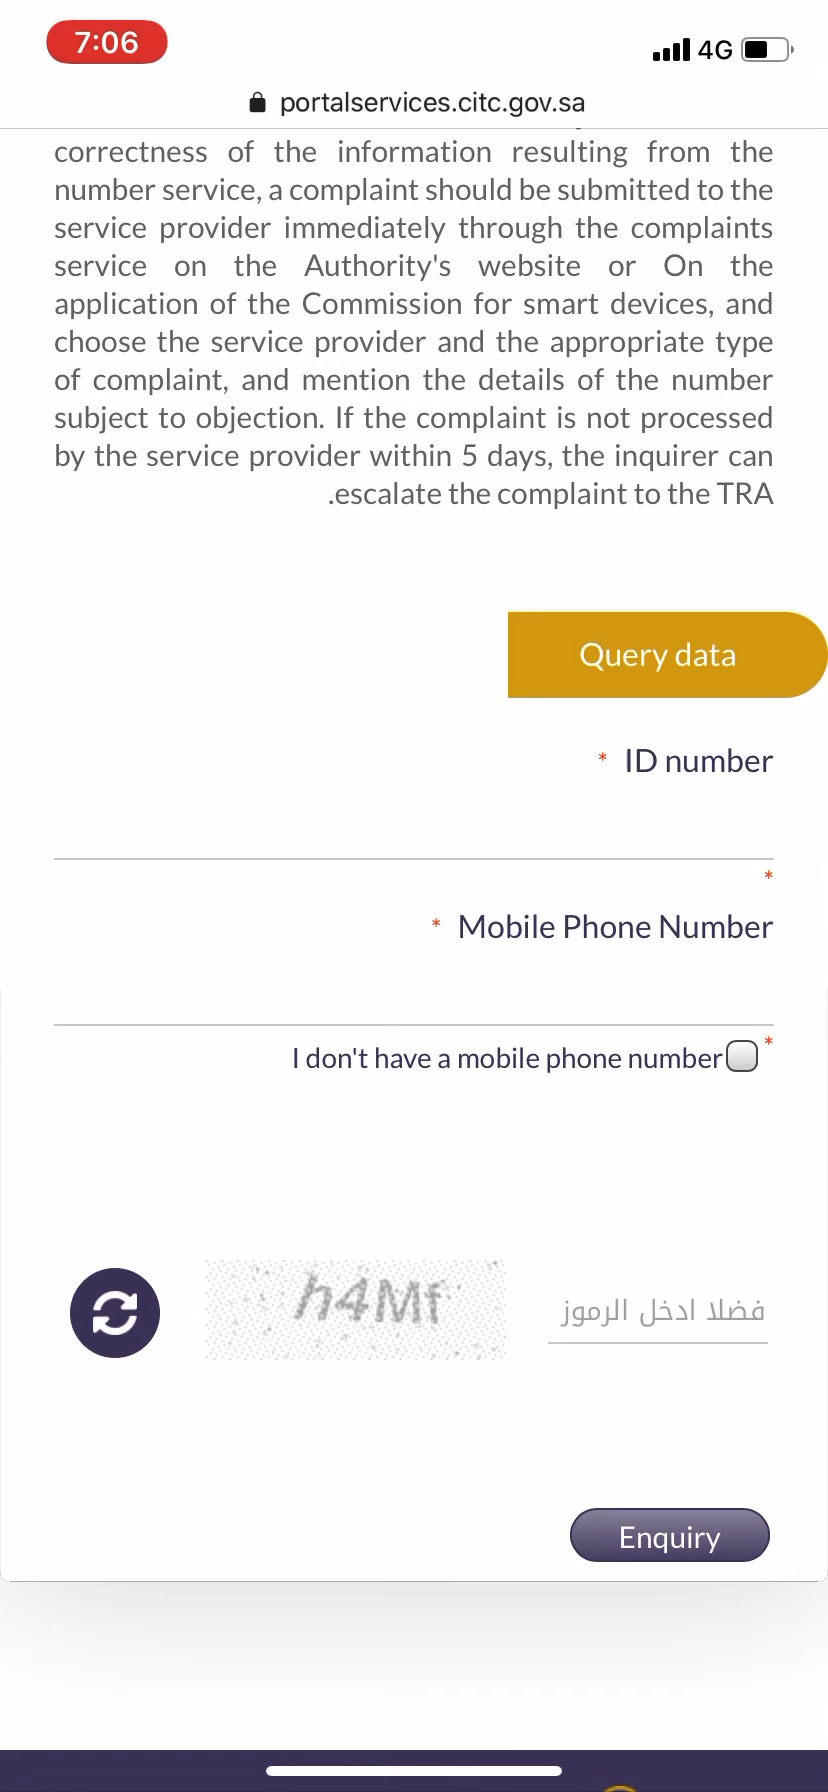 7:06
4G
portalservices.citc.gov.sa
correctness of the information resulting from the
number service, a complaint should be submitted to the
service provider immediately through the complaints
service on the Authority's website or On the
application of the Commission for smart devices, and
choose the service provider and the appropriate type
of complaint, and mention the details of the number
subject to objection. If the complaint is not processed
by the service provider within 5 days, the inquirer can
.escalate the complaint to the TRA
Query data
* ID number
*
* Mobile Phone Number
*
I don't have a mobile phone number
h4Mf
فضلا ادخل الرموز
Enquiry